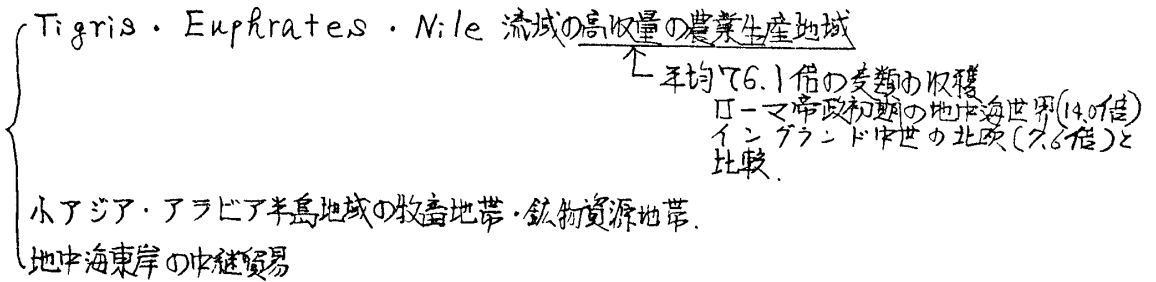 Tigris・Euphrates・Nile 流域の高収量の農業生産地域
平均76.1倍の麦類の収穫
ローマ帝政初期の地中海世界(14.0倍)
イングランド中世の北欧(7.6倍)と
比較.
小アジア・アラビア半島地域の牧畜地帯・鉱物資源地帯.
地中海東岸の中継貿易